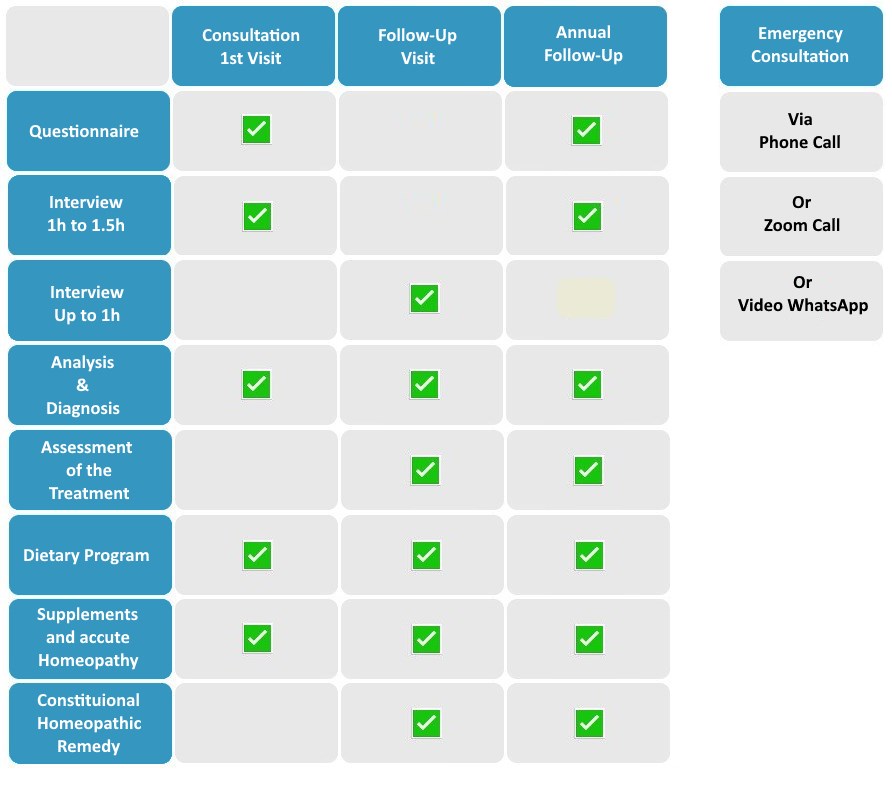 Consultation
1st Visit
Follow-Up
Visit
Annual
Follow-Up
Emergency
Consultation
Questionnaire
Via
Phone Call
Interview
1h to 1.5h
Or
Zoom Call
Interview
Up to 1h
Or
Video WhatsApp
Analysis
&
Diagnosis
Assessment
of the
Treatment
Dietary Program
Supplements
and accute
Homeopathy
Constituional
Homeopathic
Remedy